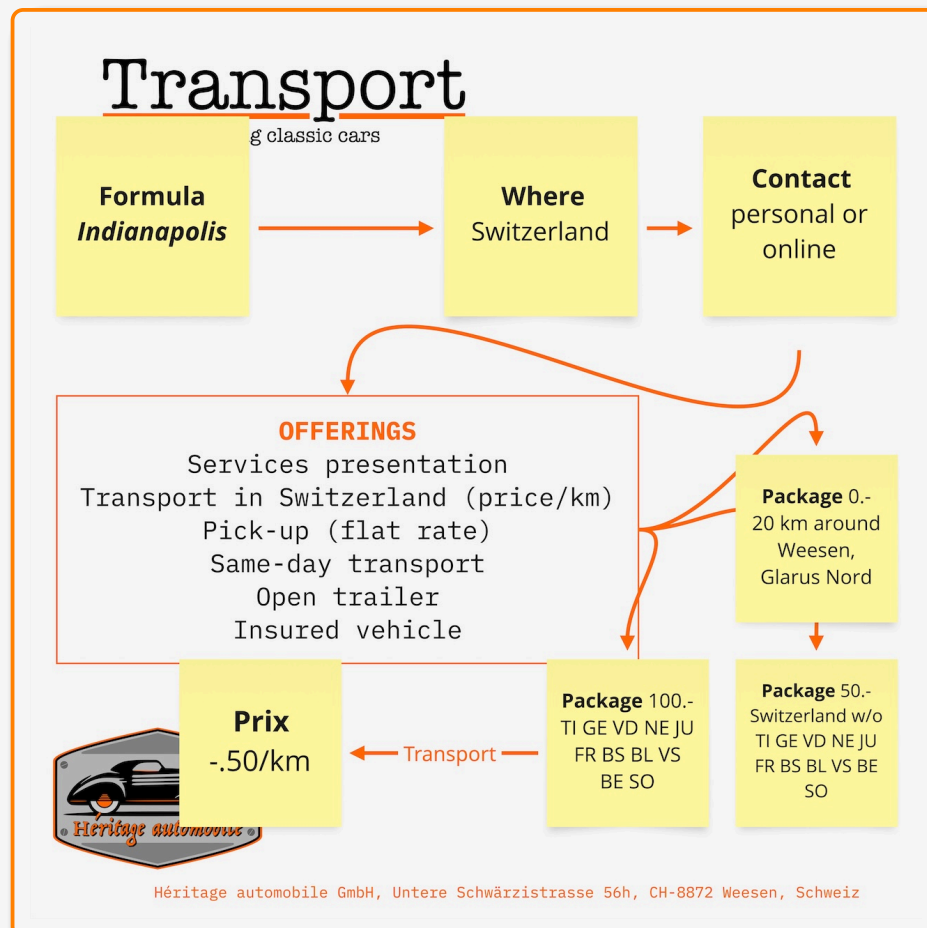 Transport
g classic cars
Formula
Indianapolis
Where
Switzerland
Contact
personal or
online
OFFERINGS
Services presentation
Transport in Switzerland (price/km)
Pick-up (flat rate)
Same-day transport
Open trailer
Insured vehicle
Package 0.-
20 km around
Weesen,
Glarus Nord
Prix
-.50/km
Transport
Package 100.-
TI GE VD NE JU
FR BS BL VS
BE SO
Package 50.-
Switzerland w/o
TI GE VD NE JU
FR BS BL VS BE
SO
Héritage automobile
Héritage automobile GmbH, Untere Schwärzistrasse 56h, CH-8872 Weesen, Schweiz